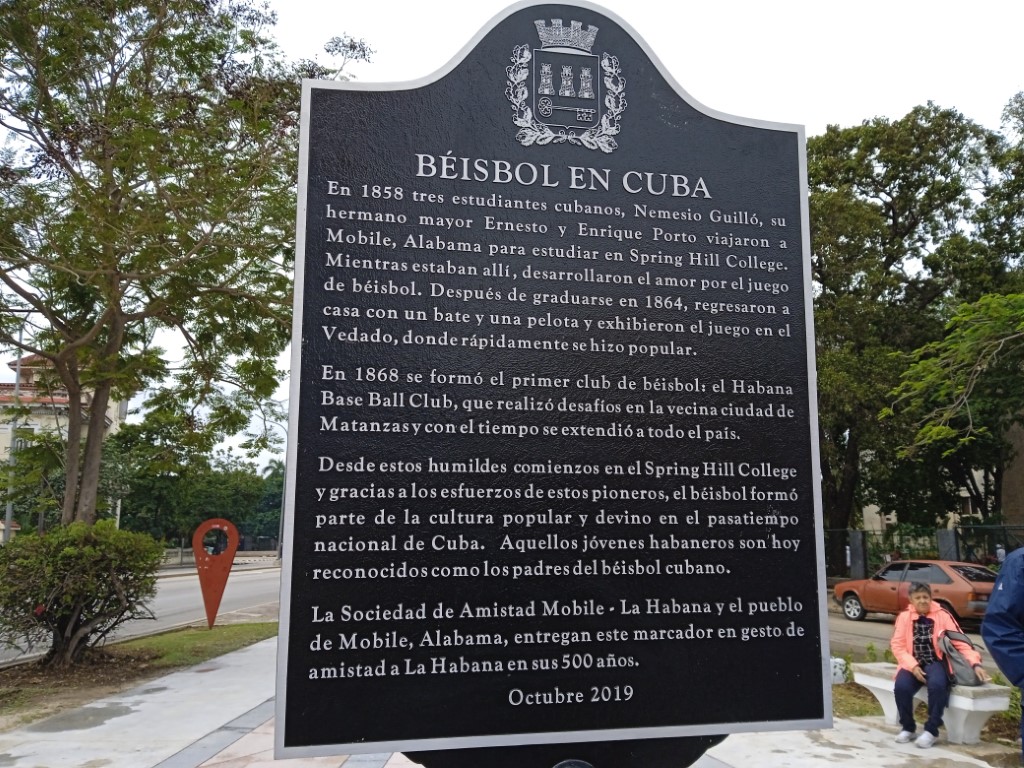 BÉISBOL EN CUBA
En 1858 tres estudiantes cubanos, Nemesio Guilló, su
hermano mayor Ernesto y Enrique Porto viajaron a
Mobile, Alabama para estudiar en Spring Hill College.
Mientras estaban allí, desarrollaron el amor por el juego
de béisbol. Después de graduarse en 1864, regresaron a
casa con un bate y una pelota y exhibieron el juego en el
Vedado, donde rápidamente se hizo popular.
En 1868 se formó el primer club de béisbol: el Habana
Base Ball Club, que realizó desafíos en la vecina ciudad de
Matanzas y con el tiempo se extendió a todo el país.
Desde estos humildes comienzos en el Spring Hill College
y gracias a los esfuerzos de estos pioneros, el béisbol formó
parte de la cultura popular y devino en el pasatiempo
nacional de Cuba. Aquellos jóvenes habaneros son hoy
reconocidos como los padres del béisbol cubano.
La Sociedad de Amistad Mobile - La Habana y el pueblo
de Mobile, Alabama, entregan este marcador en gesto de
amistad a La Habana en sus 500 años.
Octubre 2019